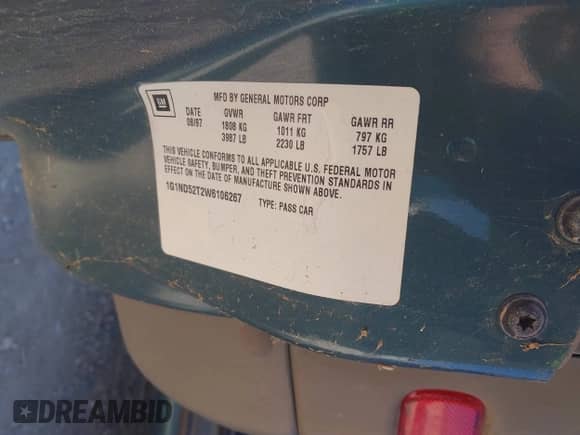 GM
MFD BY GENERAL MOTORS CORP
DATE GVWR GAWR FRT GAWR RR
08/97 1808 KG 1011 KG 797 KG
3987 LB 2230 LB 1757 LB
THIS VEHICLE CONFORMS TO ALL APPLICABLE U.S. FEDERAL MOTOR
VEHICLE SAFETY, BUMPER, AND THEFT PREVENTION STANDARDS IN
EFFECT ON THE DATE OF MANUFACTURE SHOWN ABOVE.
1G1ND52T2W6106267 TYPE: PASS CAR
DREAMBID